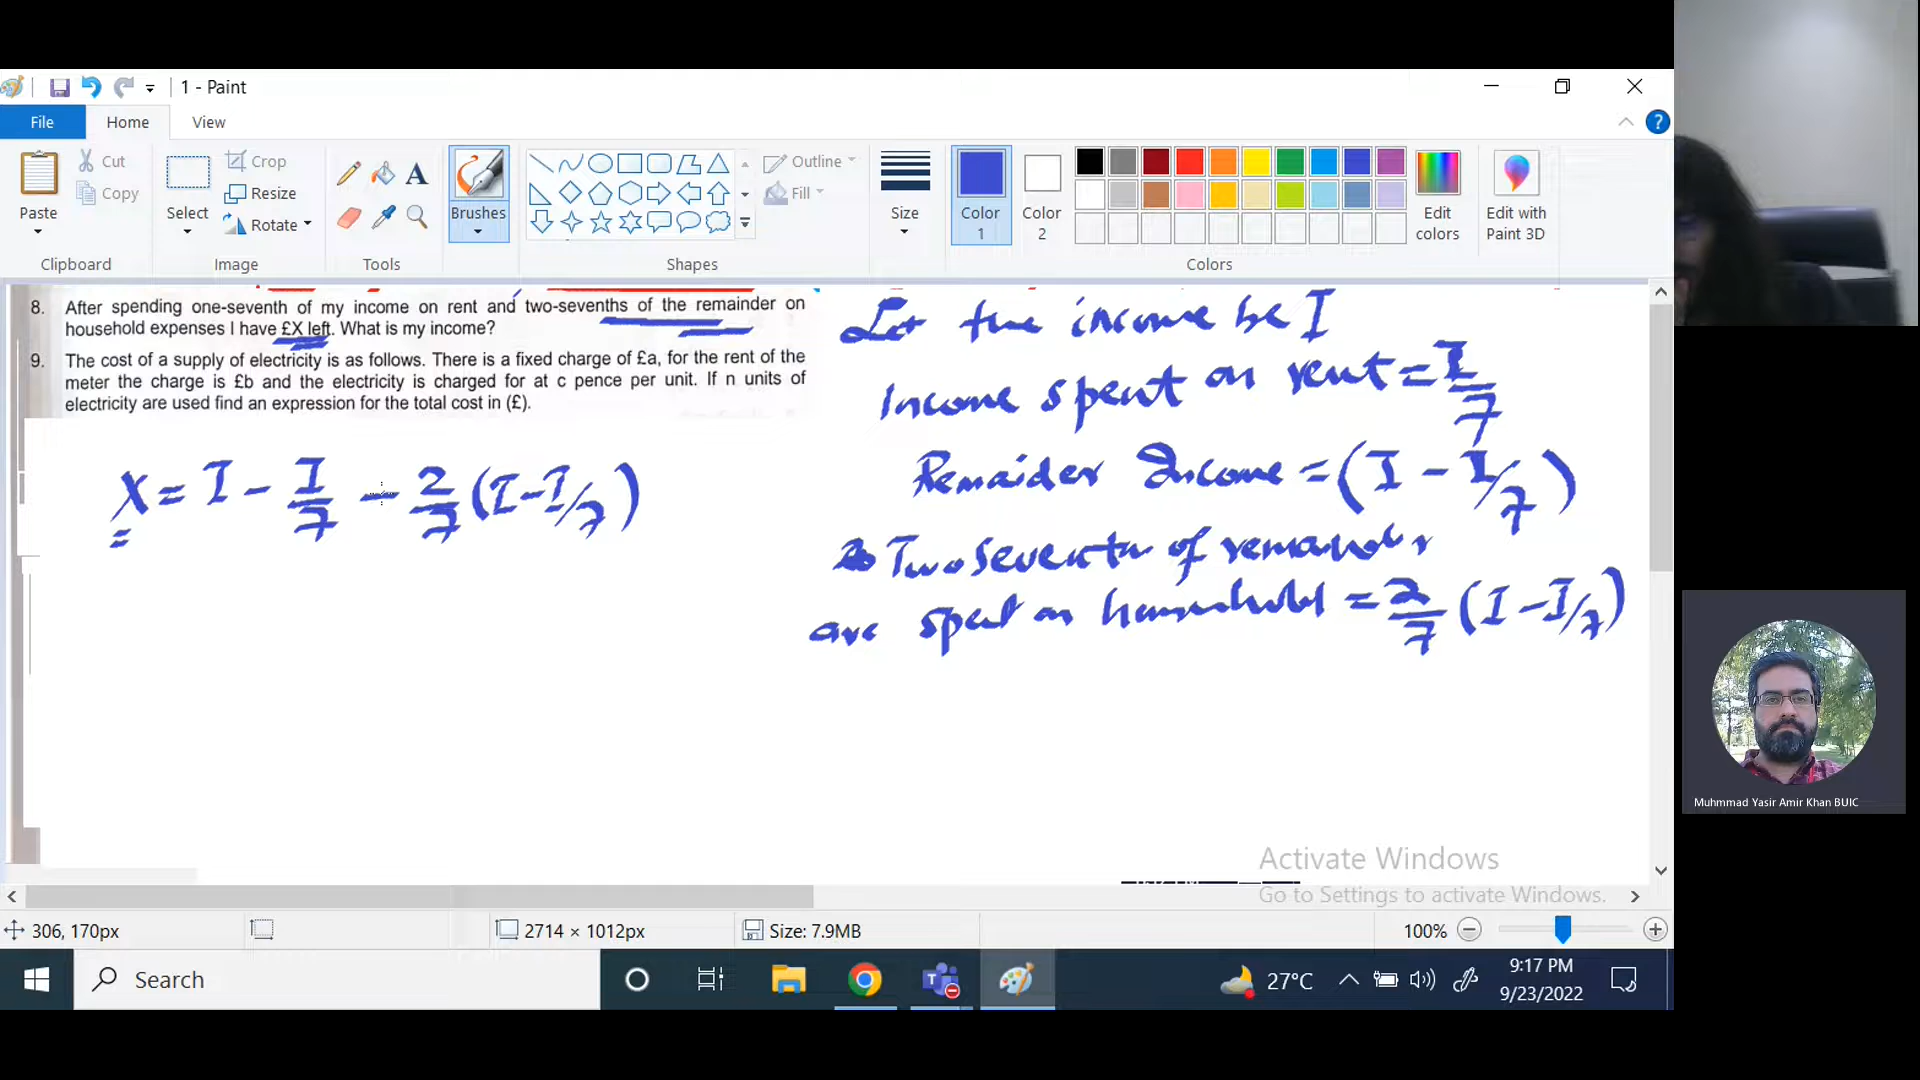 1 - Paint
File Home View
Paste Cut Copy Clipboard
Select Crop Resize Rotate Image
Tools
Brushes
Shapes
Outline Fill
Size
Color 1
Color 2
Colors
Edit colors
Edit with Paint 3D
8. After spending one-seventh of my income on rent and two-sevenths of the remainder on
household expenses I have £X left. What is my income?
9. The cost of a supply of electricity is as follows. There is a fixed charge of £a, for the rent of the
meter the charge is £b and the electricity is charged for at c pence per unit. If n units of
electricity are used find an expression for the total cost in (£).
X = I - I/7 - 2/7 (I - I/7)
Let the income be I
Income spent on rent = I/7
Remaider Income = (I - I/7)
Two seventh of remainder
are spent on household = 2/7 (I - I/7)
Muhmmad Yasir Amir Khan BUIC
Activate Windows
Go to Settings to activate Windows.
306, 170px
2714 × 1012px
Size: 7.9MB
100%
Search
27°C
9:17 PM
9/23/2022